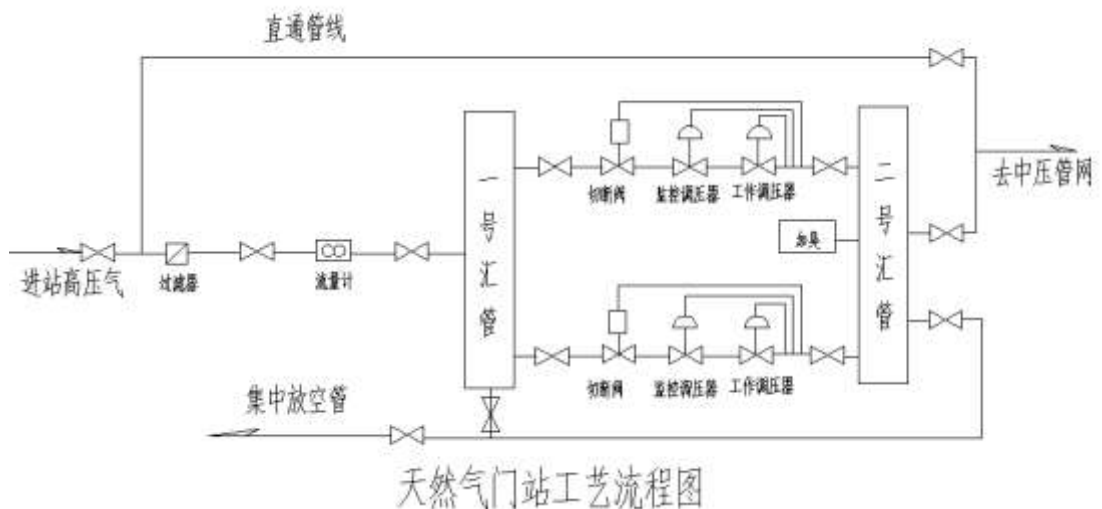 直通管线
切断阀
监控调压器
工作调压器
去中压管网
一号汇管
二号汇管
加臭
进站高压气
过滤器
流量计
切断阀
监控调压器
工作调压器
集中放空管
天然气门站工艺流程图